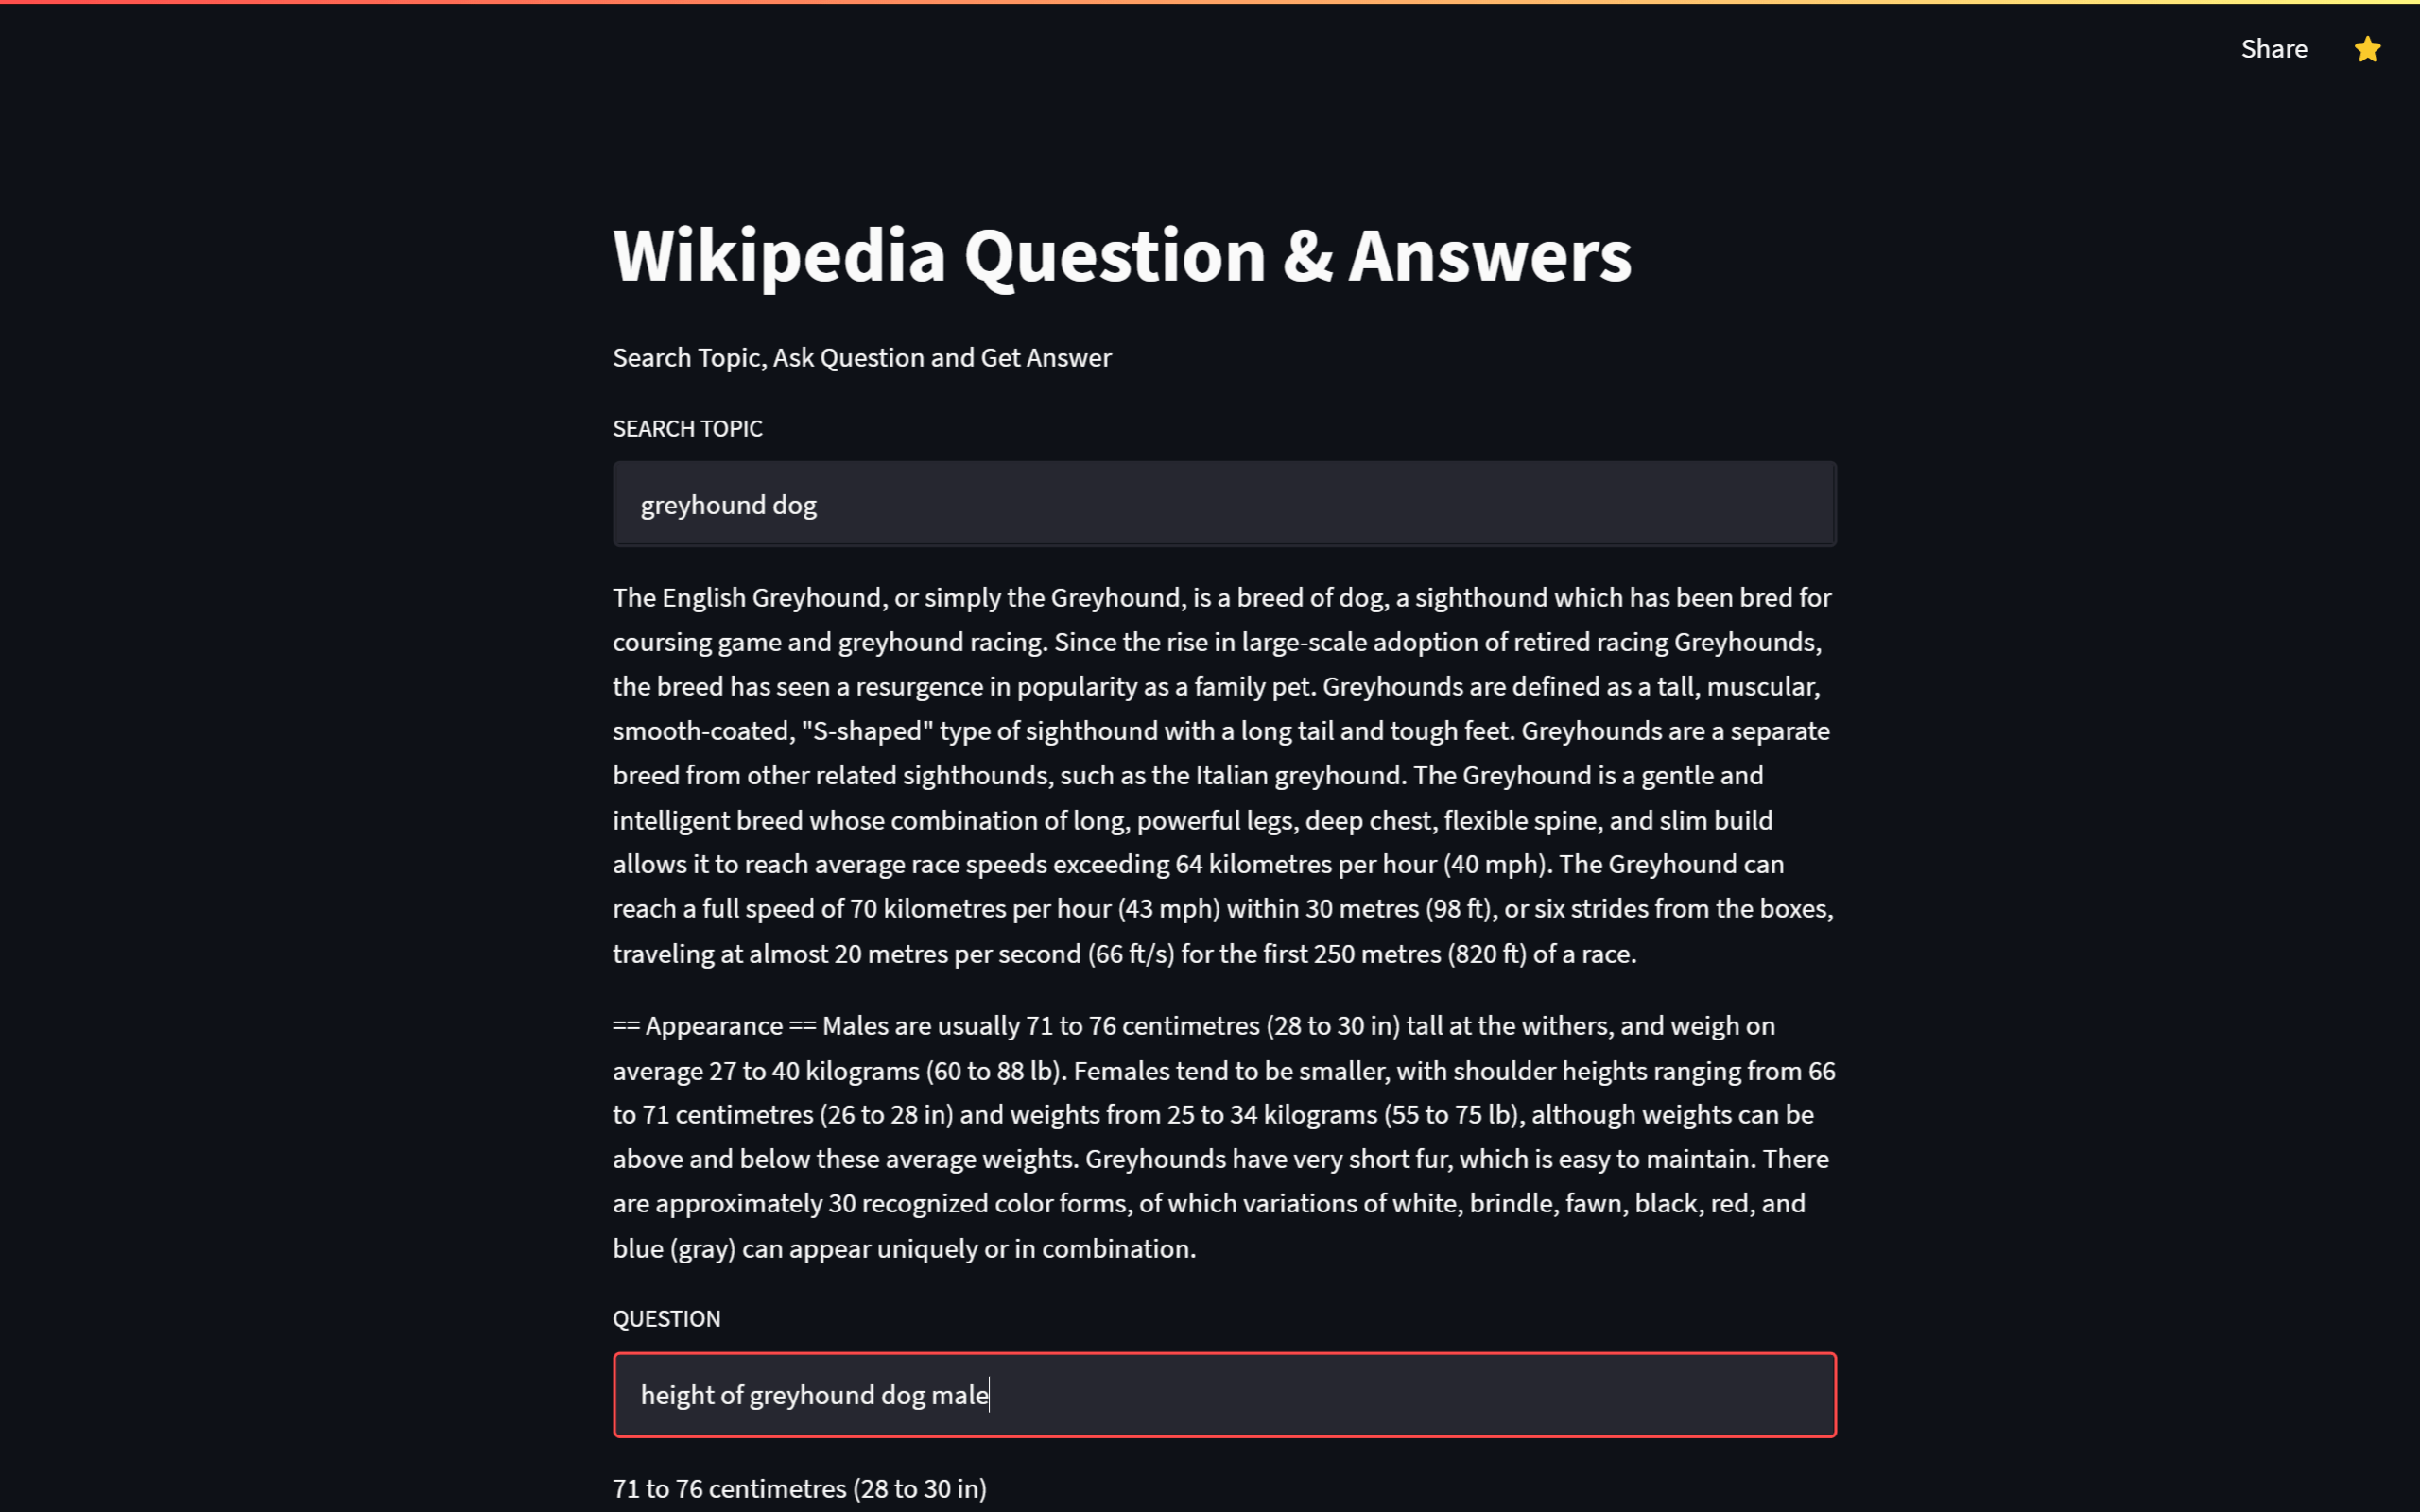 Share
Wikipedia Question & Answers
Search Topic, Ask Question and Get Answer
SEARCH TOPIC
greyhound dog
The English Greyhound, or simply the Greyhound, is a breed of dog, a sighthound which has been bred for
coursing game and greyhound racing. Since the rise in large-scale adoption of retired racing Greyhounds,
the breed has seen a resurgence in popularity as a family pet. Greyhounds are defined as a tall, muscular,
smooth-coated, "S-shaped" type of sighthound with a long tail and tough feet. Greyhounds are a separate
breed from other related sighthounds, such as the Italian greyhound. The Greyhound is a gentle and
intelligent breed whose combination of long, powerful legs, deep chest, flexible spine, and slim build
allows it to reach average race speeds exceeding 64 kilometres per hour (40 mph). The Greyhound can
reach a full speed of 70 kilometres per hour (43 mph) within 30 metres (98 ft), or six strides from the boxes,
traveling at almost 20 metres per second (66 ft/s) for the first 250 metres (820 ft) of a race.
== Appearance == Males are usually 71 to 76 centimetres (28 to 30 in) tall at the withers, and weigh on
average 27 to 40 kilograms (60 to 88 lb). Females tend to be smaller, with shoulder heights ranging from 66
to 71 centimetres (26 to 28 in) and weights from 25 to 34 kilograms (55 to 75 lb), although weights can be
above and below these average weights. Greyhounds have very short fur, which is easy to maintain. There
are approximately 30 recognized color forms, of which variations of white, brindle, fawn, black, red, and
blue (gray) can appear uniquely or in combination.
QUESTION
height of greyhound dog male
71 to 76 centimetres (28 to 30 in)